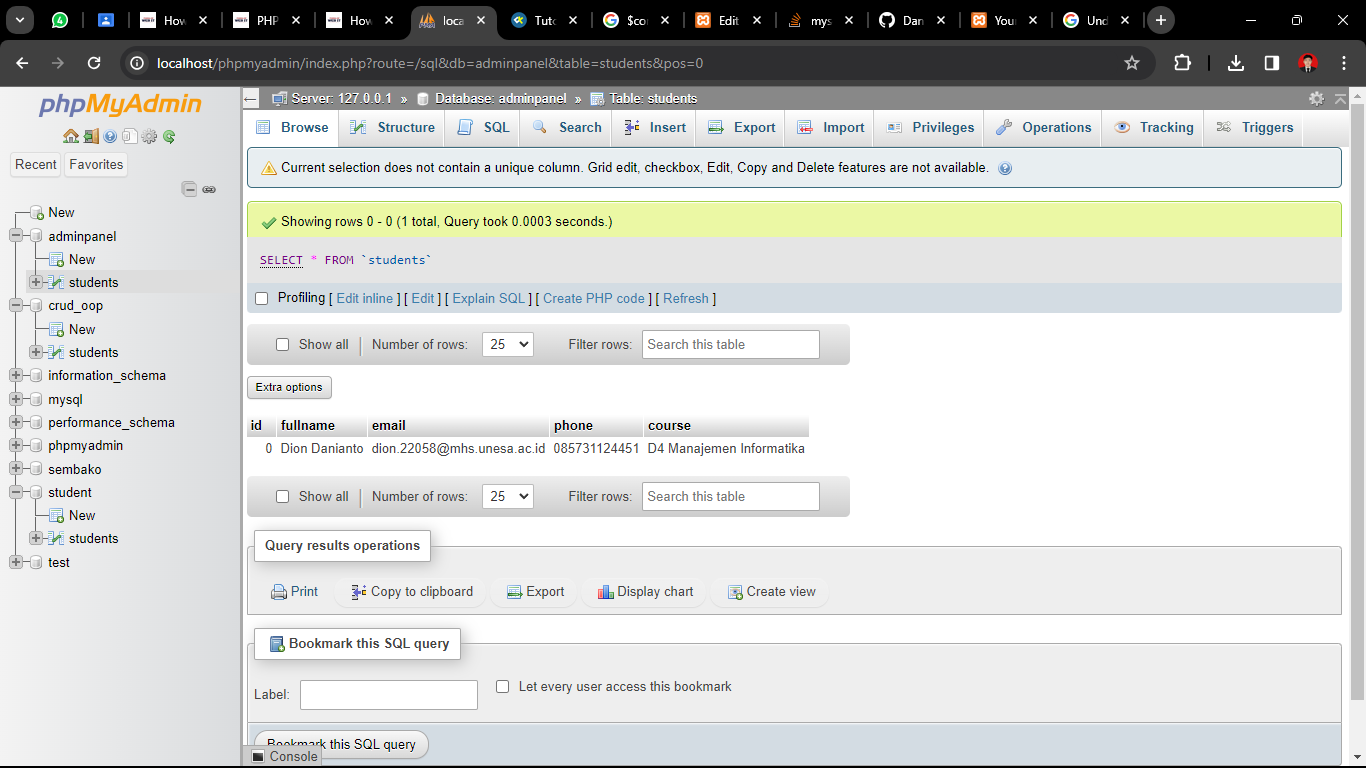 How
PHP
How
loca
Tuto
$cor
Edit
mys
Dan
You
Und
localhost/phpmyadmin/index.php?route=/sql&db=adminpanel&table=students&pos=0
phpMyAdmin
Recent Favorites
New
adminpanel
New
students
crud_oop
New
students
information_schema
mysql
performance_schema
phpmyadmin
sembako
student
New
students
test
Server: 127.0.0.1 » Database: adminpanel » Table: students
Browse Structure SQL Search Insert Export Import Privileges Operations Tracking Triggers
Current selection does not contain a unique column. Grid edit, checkbox, Edit, Copy and Delete features are not available.
Showing rows 0 - 0 (1 total, Query took 0.0003 seconds.)
SELECT * FROM `students`
Profiling [ Edit inline ] [ Edit ] [ Explain SQL ] [ Create PHP code ] [ Refresh ]
Show all | Number of rows: 25 Filter rows: Search this table
Extra options
id fullname email phone course
0 Dion Danianto dion.22058@mhs.unesa.ac.id 085731124451 D4 Manajemen Informatika
Show all | Number of rows: 25 Filter rows: Search this table
Query results operations
Print Copy to clipboard Export Display chart Create view
Bookmark this SQL query
Label: Let every user access this bookmark
Bookmark this SQL query
Console